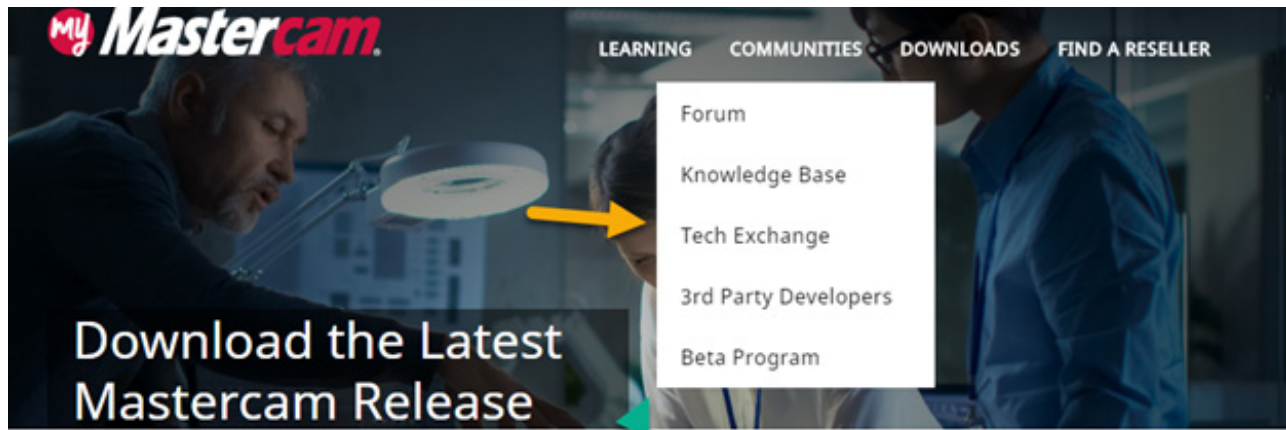 my Mastercam.
LEARNING COMMUNITIES DOWNLOADS FIND A RESELLER
Forum
Knowledge Base
Tech Exchange
3rd Party Developers
Beta Program
Download the Latest
Mastercam Release